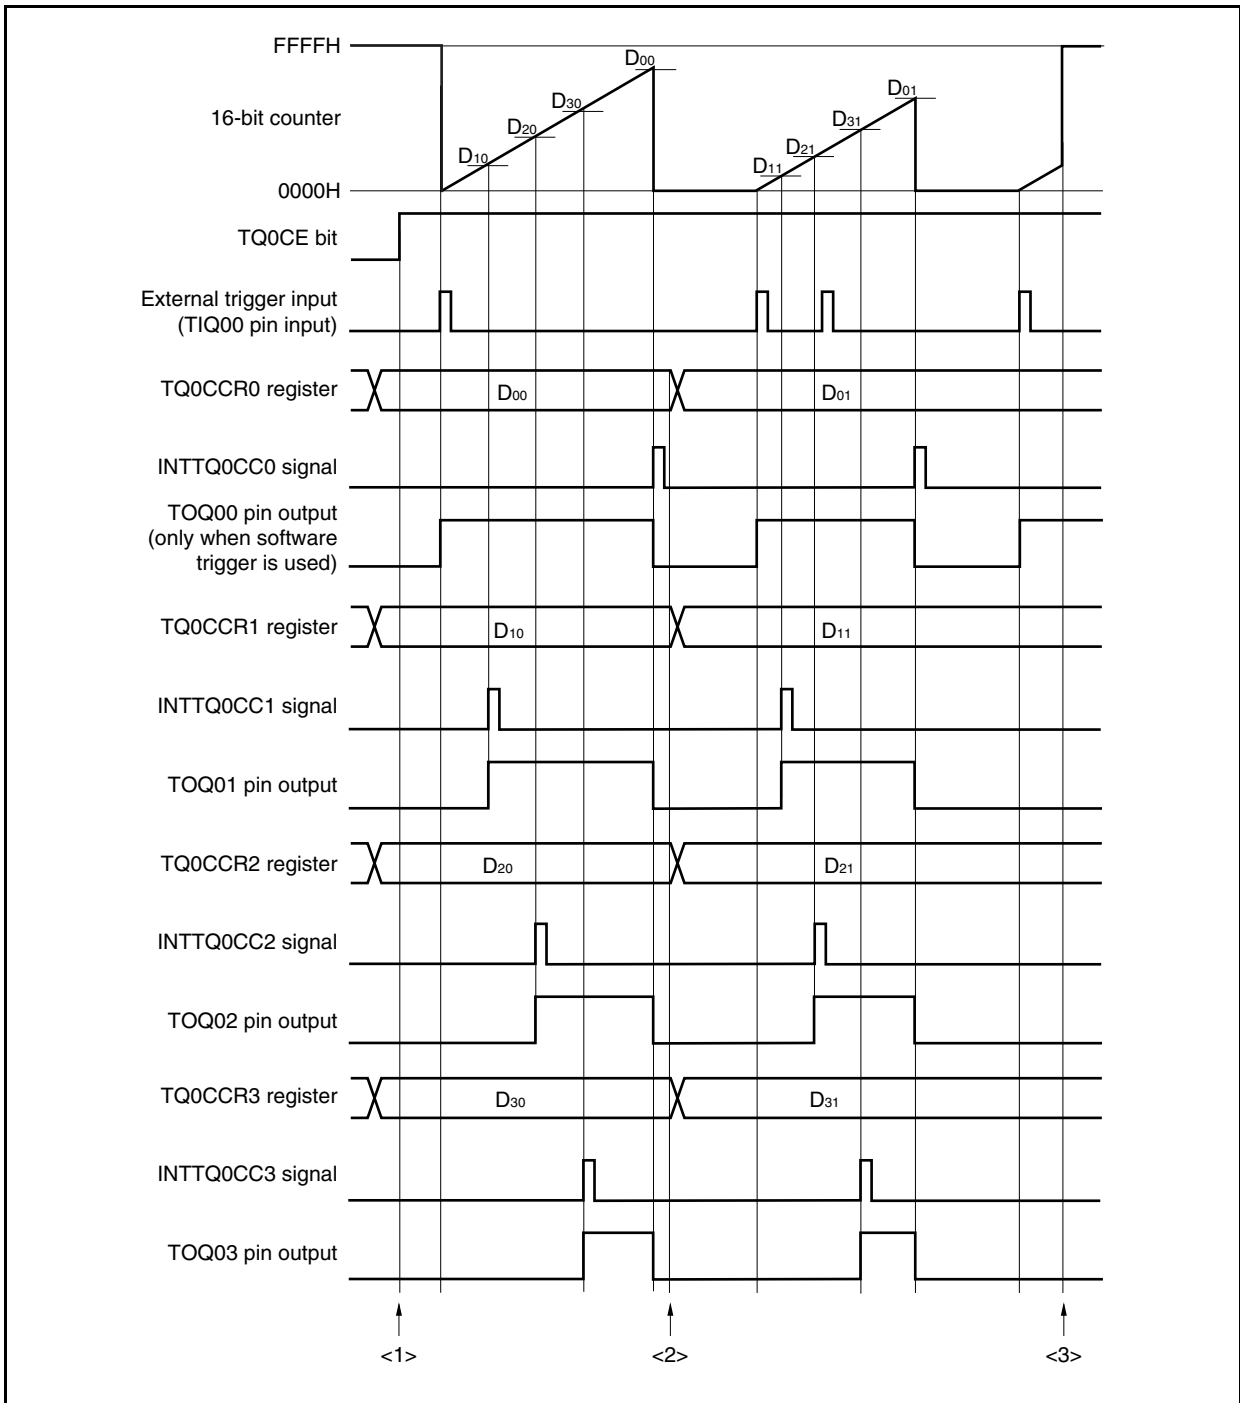 FFFFH
D00
D01
D30
D31
16-bit counter
D20
D21
D10
D11
0000H
TQ0CE bit
External trigger input
(TIQ00 pin input)
TQ0CCR0 register
D00
D01
INTTQ0CC0 signal
TOQ00 pin output
(only when software
trigger is used)
TQ0CCR1 register
D10
D11
INTTQ0CC1 signal
TOQ01 pin output
TQ0CCR2 register
D20
D21
INTTQ0CC2 signal
TOQ02 pin output
TQ0CCR3 register
D30
D31
INTTQ0CC3 signal
TOQ03 pin output
<1>
<2>
<3>